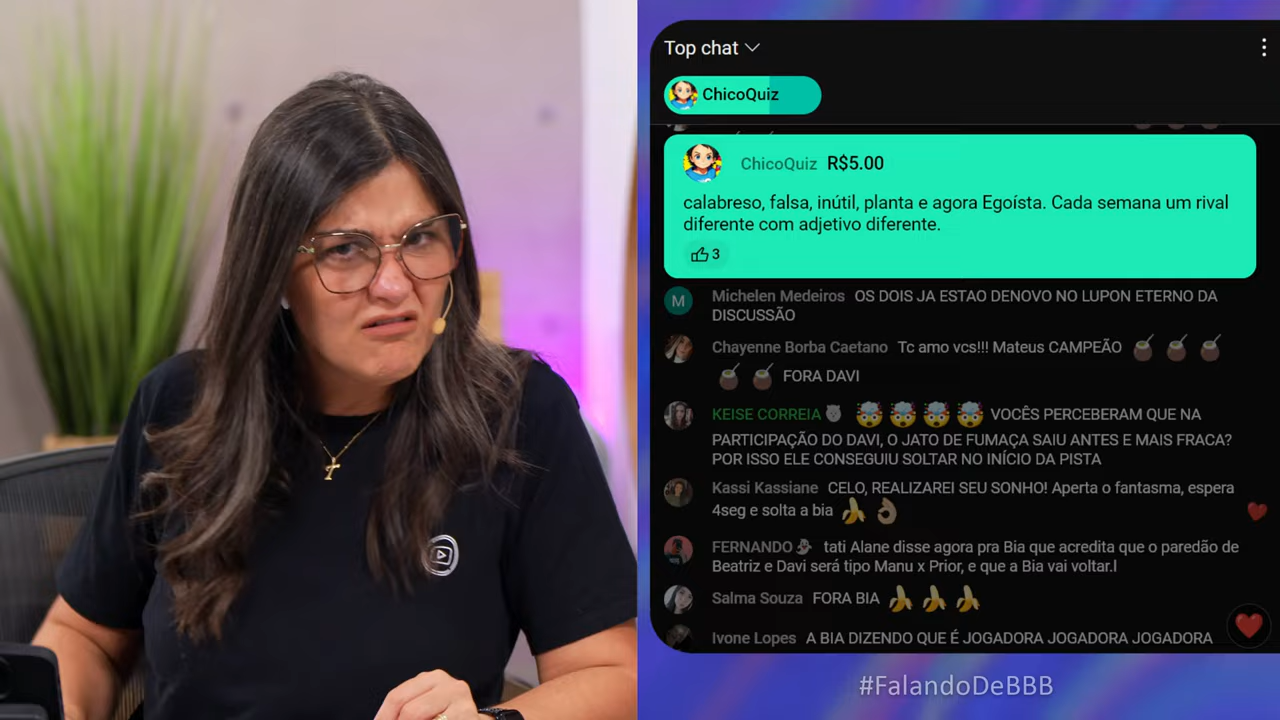 Top chat
ChicoQuiz
ChicoQuiz R$5.00
calabreso, falsa, inútil, planta e agora Egoísta. Cada semana um rival
diferente com adjetivo diferente.
3
M Michelen Medeiros OS DOIS JA ESTAO DENOVO NO LUPON ETERNO DA
DISCUSSÃO
Chayenne Borba Caetano Tc amo vcs!!! Mateus CAMPEÃO
FORA DAVI
KEISE CORREIA VOCÊS PERCEBERAM QUE NA
PARTICIPAÇÃO DO DAVI, O JATO DE FUMAÇA SAIU ANTES E MAIS FRACA?
POR ISSO ELE CONSEGUIU SOLTAR NO INÍCIO DA PISTA
Kassi Kassiane CELO, REALIZAREI SEU SONHO! Aperta o fantasma, espera
4seg e solta a bia
FERNANDO tati Alane disse agora pra Bia que acredita que o paredão de
Beatriz e Davi será tipo Manu x Prior, e que a Bia vai voltar.l
Salma Souza FORA BIA
Ivone Lopes A BIA DIZENDO QUE É JOGADORA JOGADORA JOGADORA
#FalandoDeBBB
T